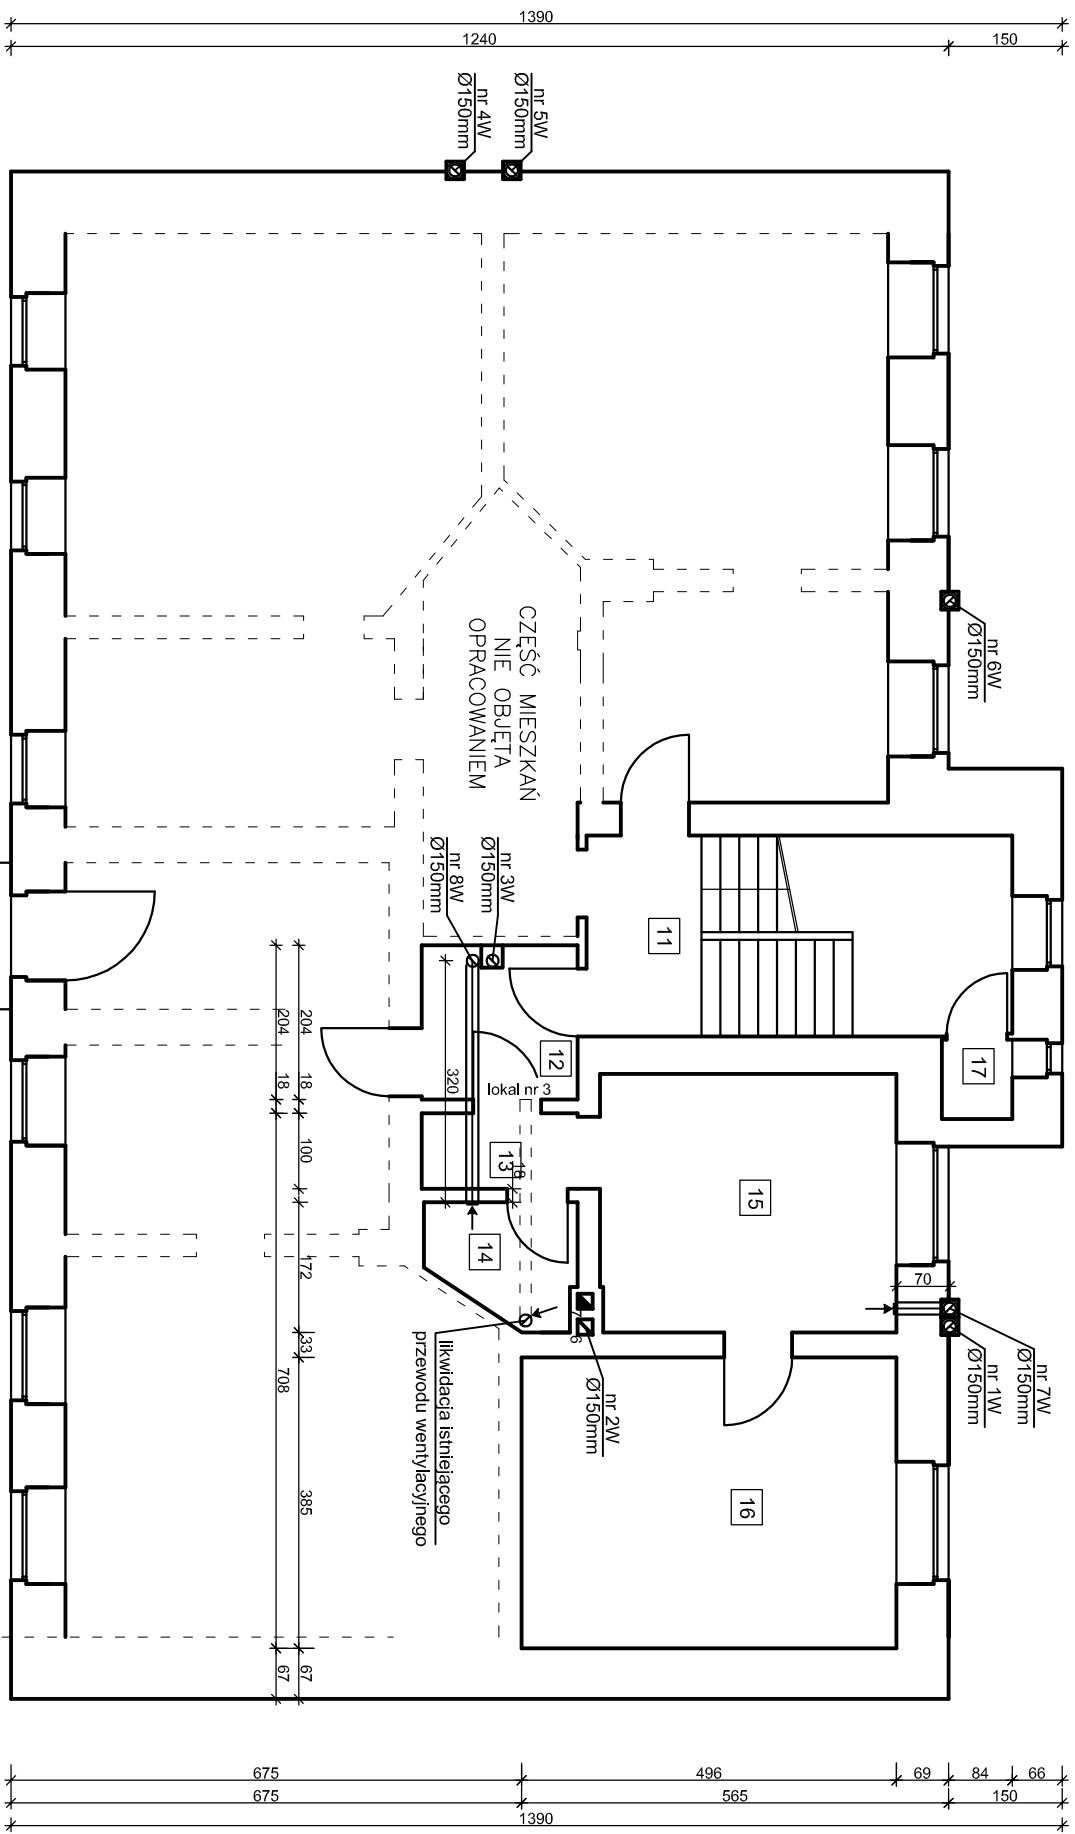 1390
1240
150
nr 4W
Ø150mm
nr 5W
Ø150mm
nr 6W
Ø150mm
CZĘŚĆ MIESZKAŃ
NIE OBJĘTA
OPRACOWANIEM
nr 8W
Ø150mm
nr 3W
Ø150mm
11
12
17
lokal nr 3
320
204
18
100
172
33
385
67
204
18
708
67
13
18
14
15
70
nr 7W
Ø150mm
nr 1W
Ø150mm
nr 2W
Ø150mm
likwidacja istniejącego
przewodu wentylacyjnego
16
675
496
69
84
66
675
565
150
1390